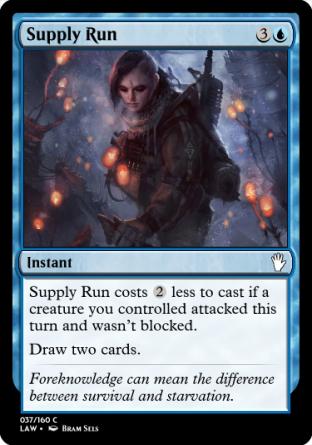 Supply Run 3
Instant
Supply Run costs 2 less to cast if a
creature you controlled attacked this
turn and wasn't blocked.
Draw two cards.
Foreknowledge can mean the difference
between survival and starvation.
037/160 C
LAW • Bram Sels